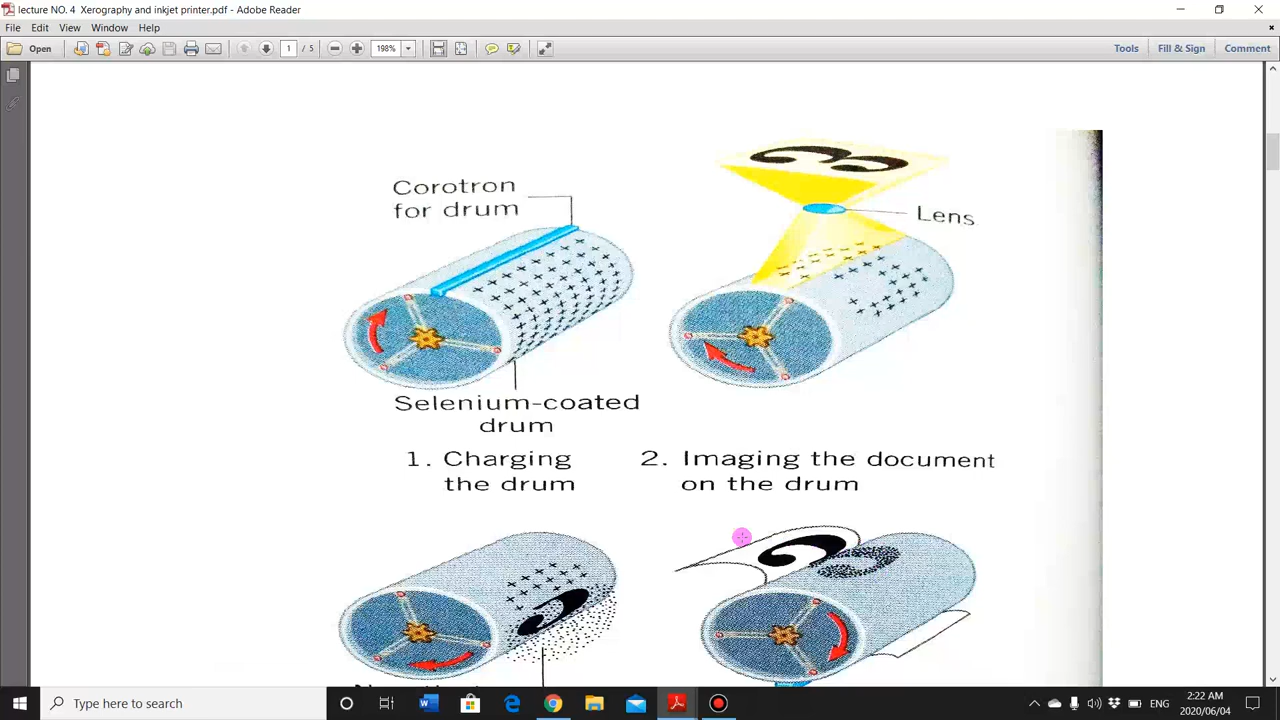 lecture NO. 4 Xerography and inkjet printer.pdf - Adobe Reader
File Edit View Window Help
Open 1 / 5 198% Tools Fill & Sign Comment
3
Corotron
for drum
Lens
Selenium-coated
drum
1. Charging
the drum
2. Imaging the document
on the drum
Type here to search
ENG
2:22 AM
2020/06/04